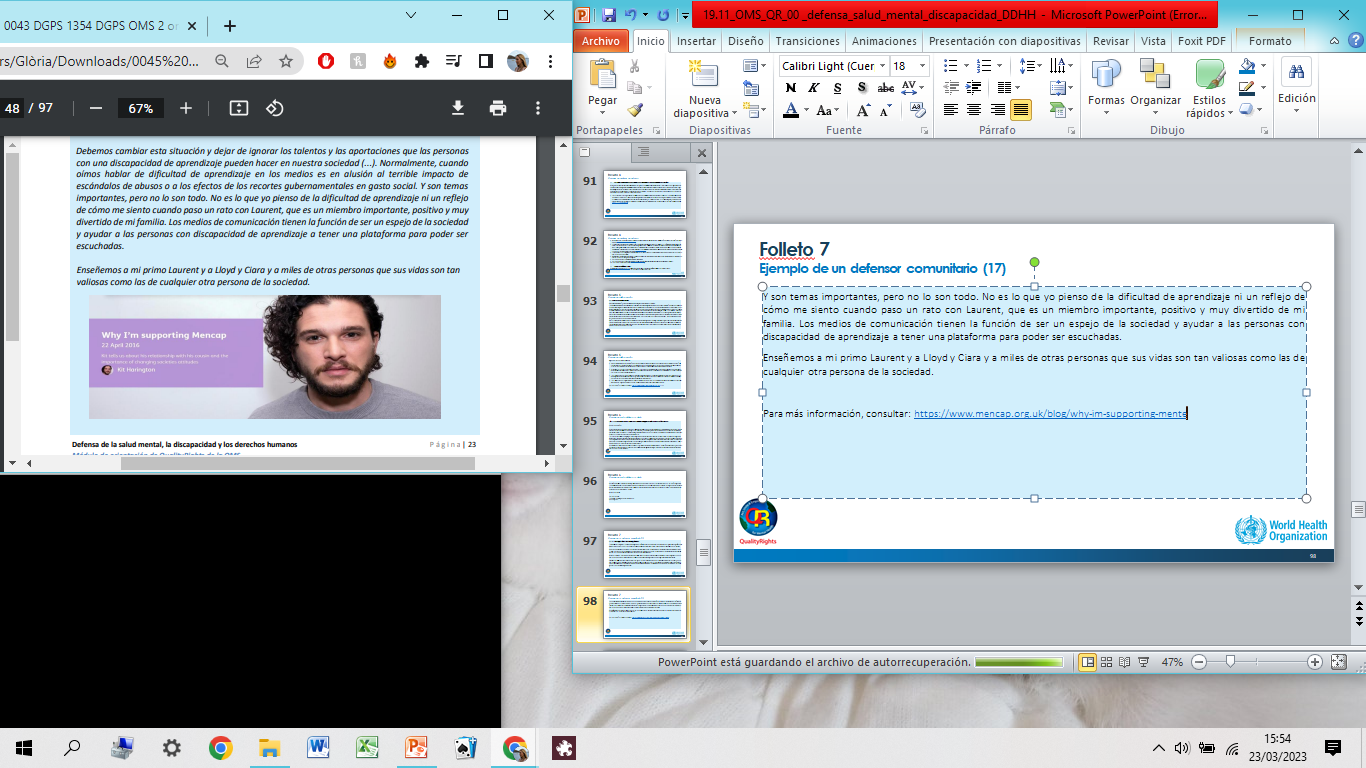 0043 DGPS 1354 DGPS OMS 2 or
rs/Glòria/Downloads/0045%20...
48 / 97
67%
Debemos cambiar esta situación y dejar de ignorar los talentos y las aportaciones que las personas
con una discapacidad de aprendizaje pueden hacer en nuestra sociedad (...). Normalmente, cuando
oímos hablar de dificultad de aprendizaje en los medios es en alusión al terrible impacto de
escándalos de abusos o a los efectos de los recortes gubernamentales en gasto social. Y son temas
importantes, pero no lo son todo. No es lo que yo pienso de la dificultad de aprendizaje ni un reflejo
de cómo me siento cuando paso un rato con Laurent, que es un miembro importante, positivo y muy
divertido de mi familia. Los medios de comunicación tienen la función de ser un espejo de la sociedad
y ayudar a las personas con discapacidad de aprendizaje a tener una plataforma para poder ser
escuchadas.
Enseñemos a mi primo Laurent y a Lloyd y Ciara y a miles de otras personas que sus vidas son tan
valiosas como las de cualquier otra persona de la sociedad.
Why I'm supporting Mencap
22 April 2016
Kit Harington
Defensa de la salud mental, la discapacidad y los derechos humanos
Página | 23
19.11_OMS_QR_00 _defensa_salud_mental_discapacidad_DDHH - Microsoft PowerPoint (Error...
Archivo
Inicio
Insertar
Diseño
Transiciones
Animaciones
Presentación con diapositivas
Revisar
Vista
Foxit PDF
Formato
Pegar
Portapapeles
Nueva
diapositiva
Diapositivas
Calibri Light (Cuer
18
N K S S abc AV
Aa A A A
Fuente
Párrafo
Formas
Organizar
Estilos
rápidos
Dibujo
Edición
91
92
93
94
95
96
97
98
Folleto 7
Ejemplo de un defensor comunitario (17)
Y son temas importantes, pero no lo son todo. No es lo que yo pienso de la dificultad de aprendizaje ni un reflejo de
cómo me siento cuando paso un rato con Laurent, que es un miembro importante, positivo y muy divertido de mi
familia. Los medios de comunicación tienen la función de ser un espejo de la sociedad y ayudar a las personas con
discapacidad de aprendizaje a tener una plataforma para poder ser escuchadas.
Enseñemos a mi primo Laurent y a Lloyd y Ciara y a miles de otras personas que sus vidas son tan valiosas como las de
cualquier otra persona de la sociedad.
Para más información, consultar: https://www.mencap.org.uk/blog/why-im-supporting-mente
QR
QualityRights
World Health
Organization
98
PowerPoint está guardando el archivo de autorrecuperación.
47%
15:54
23/03/2023